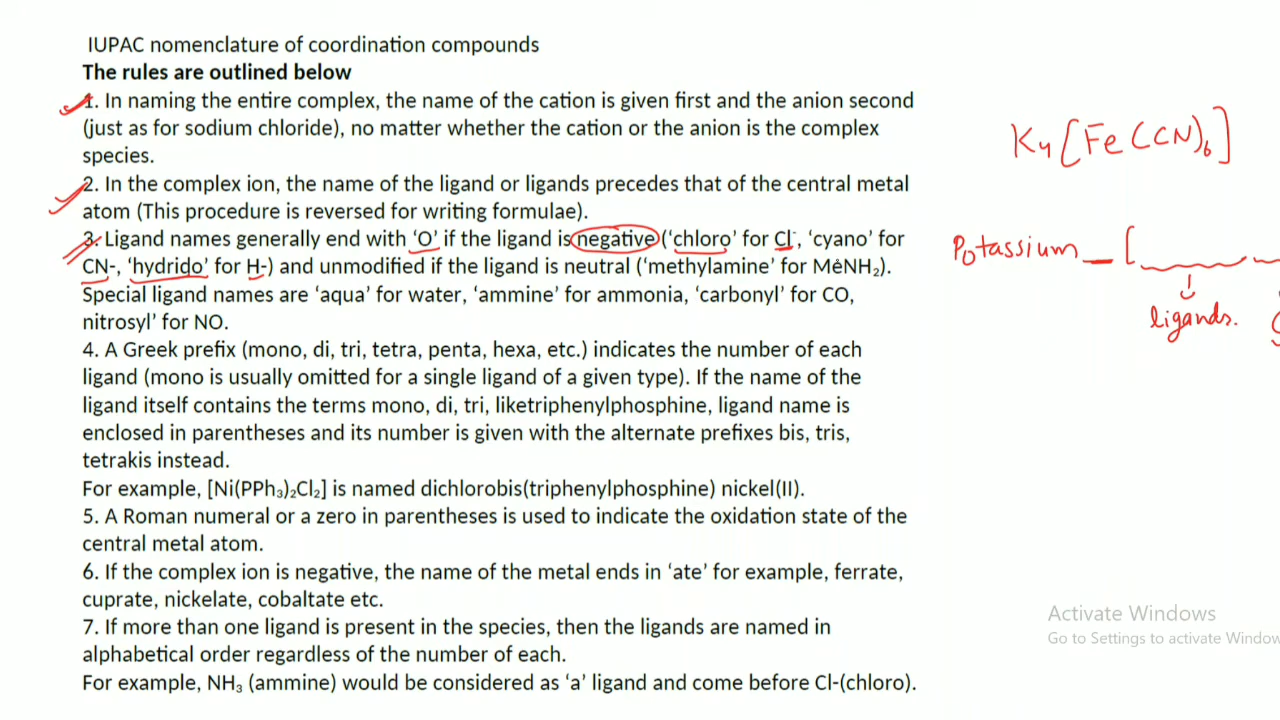 IUPAC nomenclature of coordination compounds
The rules are outlined below
1. In naming the entire complex, the name of the cation is given first and the anion second
(just as for sodium chloride), no matter whether the cation or the anion is the complex
species.
2. In the complex ion, the name of the ligand or ligands precedes that of the central metal
atom (This procedure is reversed for writing formulae).
3. Ligand names generally end with ‘O’ if the ligand is negative (‘chloro’ for Cl-, ‘cyano’ for
CN-, ‘hydrido’ for H-) and unmodified if the ligand is neutral (‘methylamine’ for MeNH₂).
Special ligand names are ‘aqua’ for water, ‘ammine’ for ammonia, ‘carbonyl’ for CO,
nitrosyl’ for NO.
4. A Greek prefix (mono, di, tri, tetra, penta, hexa, etc.) indicates the number of each
ligand (mono is usually omitted for a single ligand of a given type). If the name of the
ligand itself contains the terms mono, di, tri, liketriphenylphosphine, ligand name is
enclosed in parentheses and its number is given with the alternate prefixes bis, tris,
tetrakis instead.
For example, [Ni(PPh₃)₂Cl₂] is named dichlorobis(triphenylphosphine) nickel(II).
5. A Roman numeral or a zero in parentheses is used to indicate the oxidation state of the
central metal atom.
6. If the complex ion is negative, the name of the metal ends in ‘ate’ for example, ferrate,
cuprate, nickelate, cobaltate etc.
7. If more than one ligand is present in the species, then the ligands are named in
alphabetical order regardless of the number of each.
For example, NH₃ (ammine) would be considered as ‘a’ ligand and come before Cl-(chloro).
K₄[Fe(CN)₆]
Potassium _ [
ligands.
Activate Windows
Go to Settings to activate Window